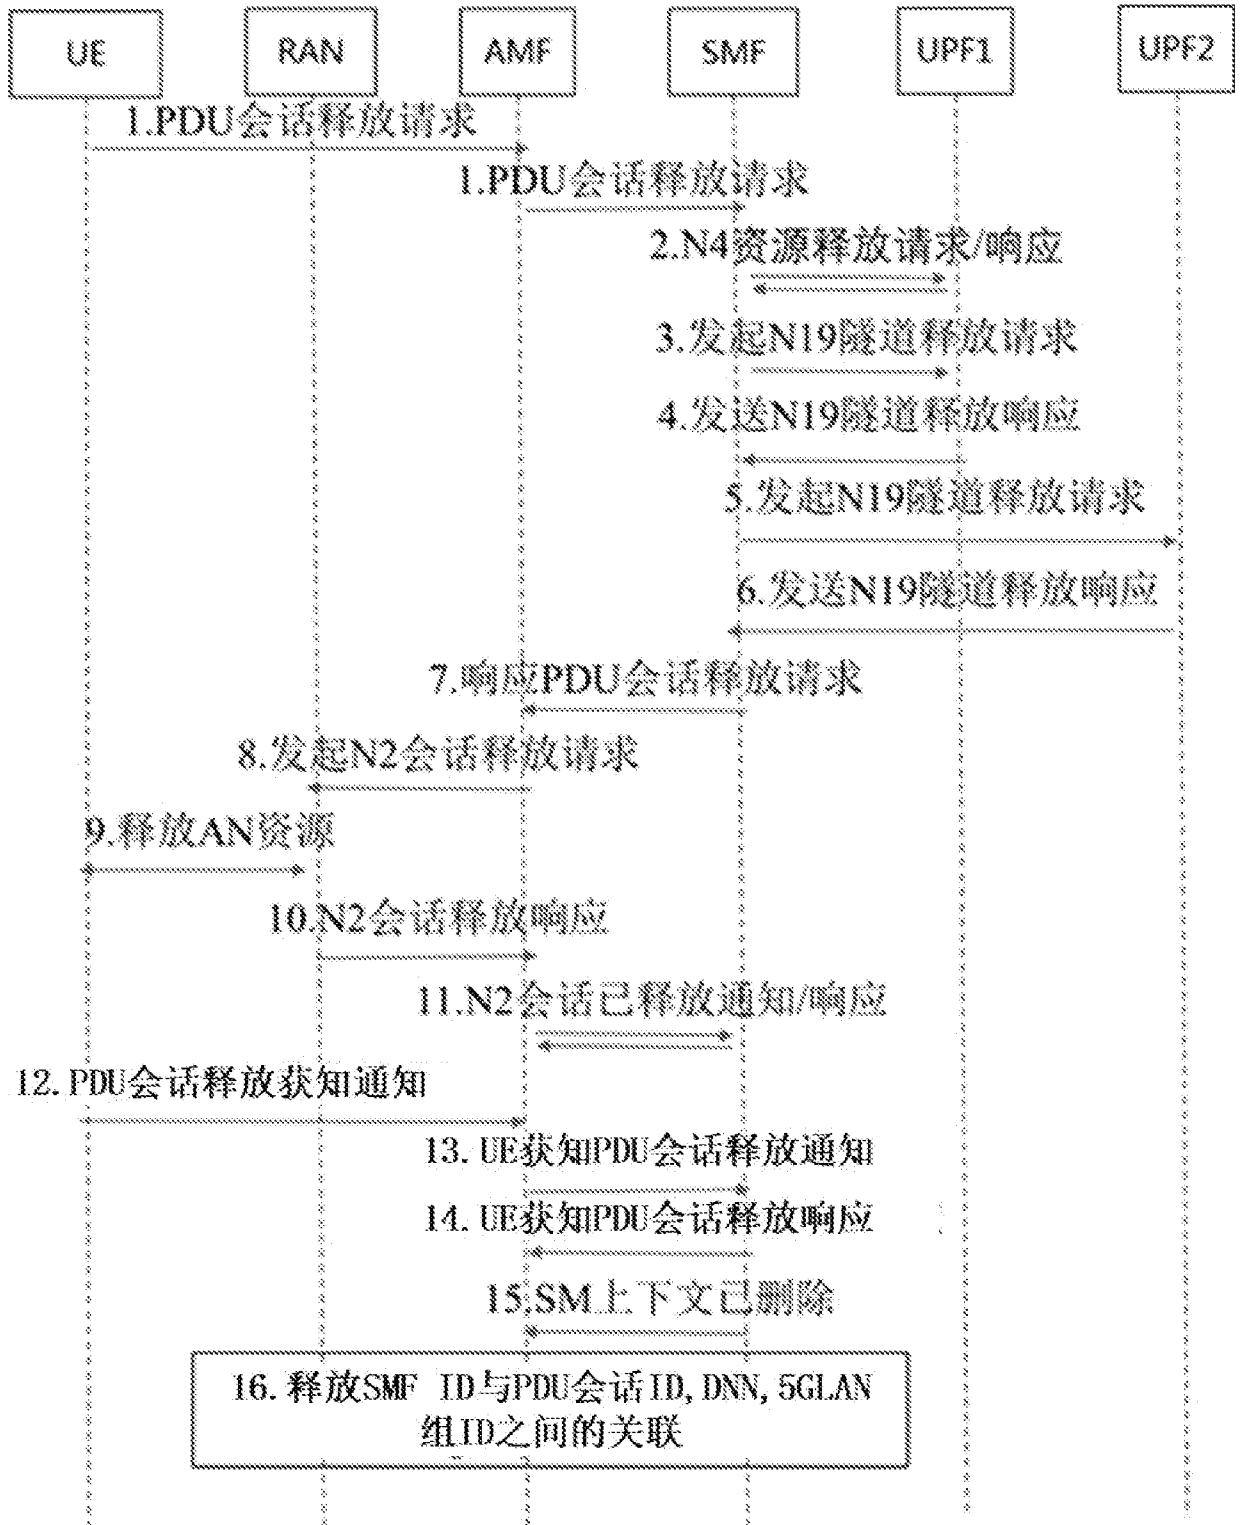 UE RAN AMF SMF UPF1 UPF2
1.PDU会话释放请求
1.PDU会话释放请求
2.N4资源释放请求/响应
3.发起N19隧道释放请求
4.发送N19隧道释放响应
5.发起N19隧道释放请求
6.发送N19隧道释放响应
7.响应PDU会话释放请求
8.发起N2会话释放请求
9.释放AN资源
10.N2会话释放响应
11.N2会话已释放通知/响应
12.PDU会话释放获知通知
13.UE获知PDU会话释放通知
14.UE获知PDU会话释放响应
15.SM上下文已删除
16.释放SMF ID与PDU会话ID,DNN,5GLAN
组ID之间的关联